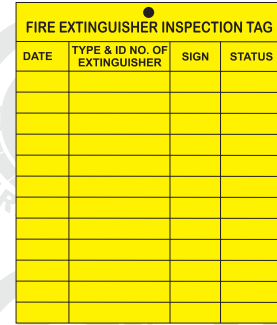 FIRE EXTINGUISHER INSPECTION TAG
DATE
TYPE & ID NO. OF
EXTINGUISHER
SIGN
STATUS